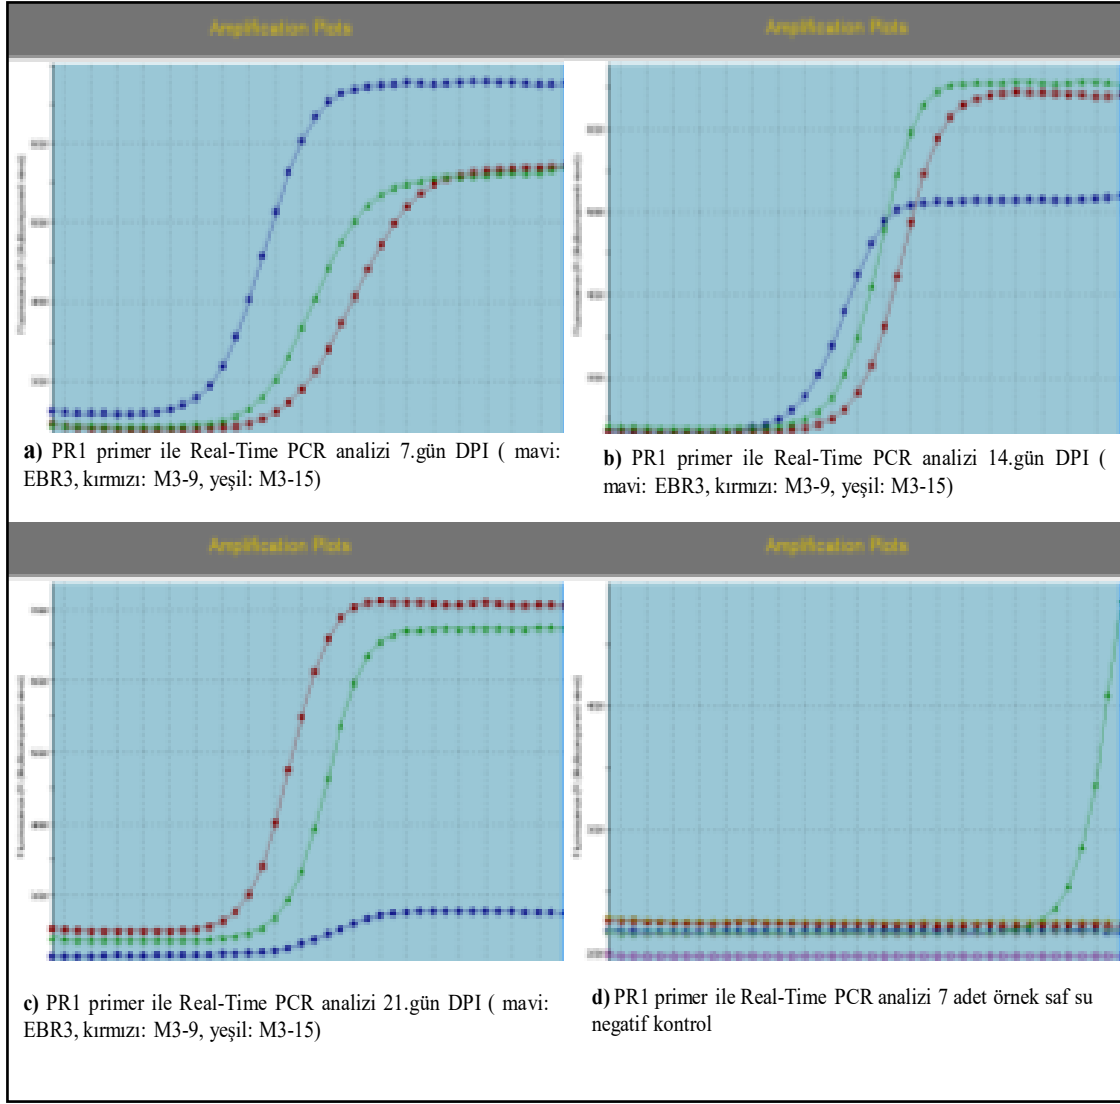 Amplification Plots
Amplification Plots
a) PR1 primer ile Real-Time PCR analizi 7.gün DPI ( mavi:
EBR3, kırmızı: M3-9, yeşil: M3-15)
b) PR1 primer ile Real-Time PCR analizi 14.gün DPI (
mavi: EBR3, kırmızı: M3-9, yeşil: M3-15)
Amplification Plots
Amplification Plots
c) PR1 primer ile Real-Time PCR analizi 21.gün DPI ( mavi:
EBR3, kırmızı: M3-9, yeşil: M3-15)
d) PR1 primer ile Real-Time PCR analizi 7 adet örnek saf su
negatif kontrol